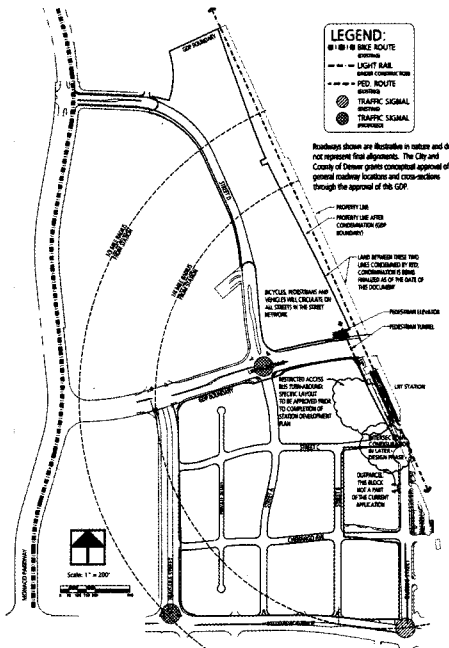 GDP BOUNDARY
LEGEND:
BIKE ROUTE
(EXISTING)
LIGHT RAIL
(UNDER CONSTRUCTION)
PED. ROUTE
(EXISTING)
TRAFFIC SIGNAL
(EXISTING)
TRAFFIC SIGNAL
(PROPOSED)
Roadways shown are illustrative in nature and do
not represent final alignments. The City and
County of Denver grants conceptual approval of
general roadway locations and cross-sections
through the approval of this GDP.
PROPERTY LINE
PROPERTY LINE AFTER
CONDEMNATION (GDP
BOUNDARY)
LAND BETWEEN THESE TWO
LINES CONDEMNED BY RTD.
CONDEMNATION IS BEING
FINALIZED AS OF THE DATE OF
THIS DOCUMENT
STREET D
BICYCLES, PEDESTRIANS AND
VEHICLES WILL CIRCULATE ON
ALL STREETS IN THE STREET
NETWORK
PEDESTRIAN ELEVATOR
PEDESTRIAN TUNNEL
GDP BOUNDARY
RESTRICTED ACCESS
BUS TURN-AROUND.
SPECIFIC LAYOUT
TO BE APPROVED PRIOR
TO COMPLETION OF
STATION DEVELOPMENT
PLAN
LRT STATION
INTERSECTION
CONFIGURATION
IN LATER
DESIGN PHASE
STREET C
OUTPARCEL
THIS BLOCK
NOT A PART
OF THE CURRENT
APPLICATION
MONACO PARKWAY
Scale: 1" = 200'